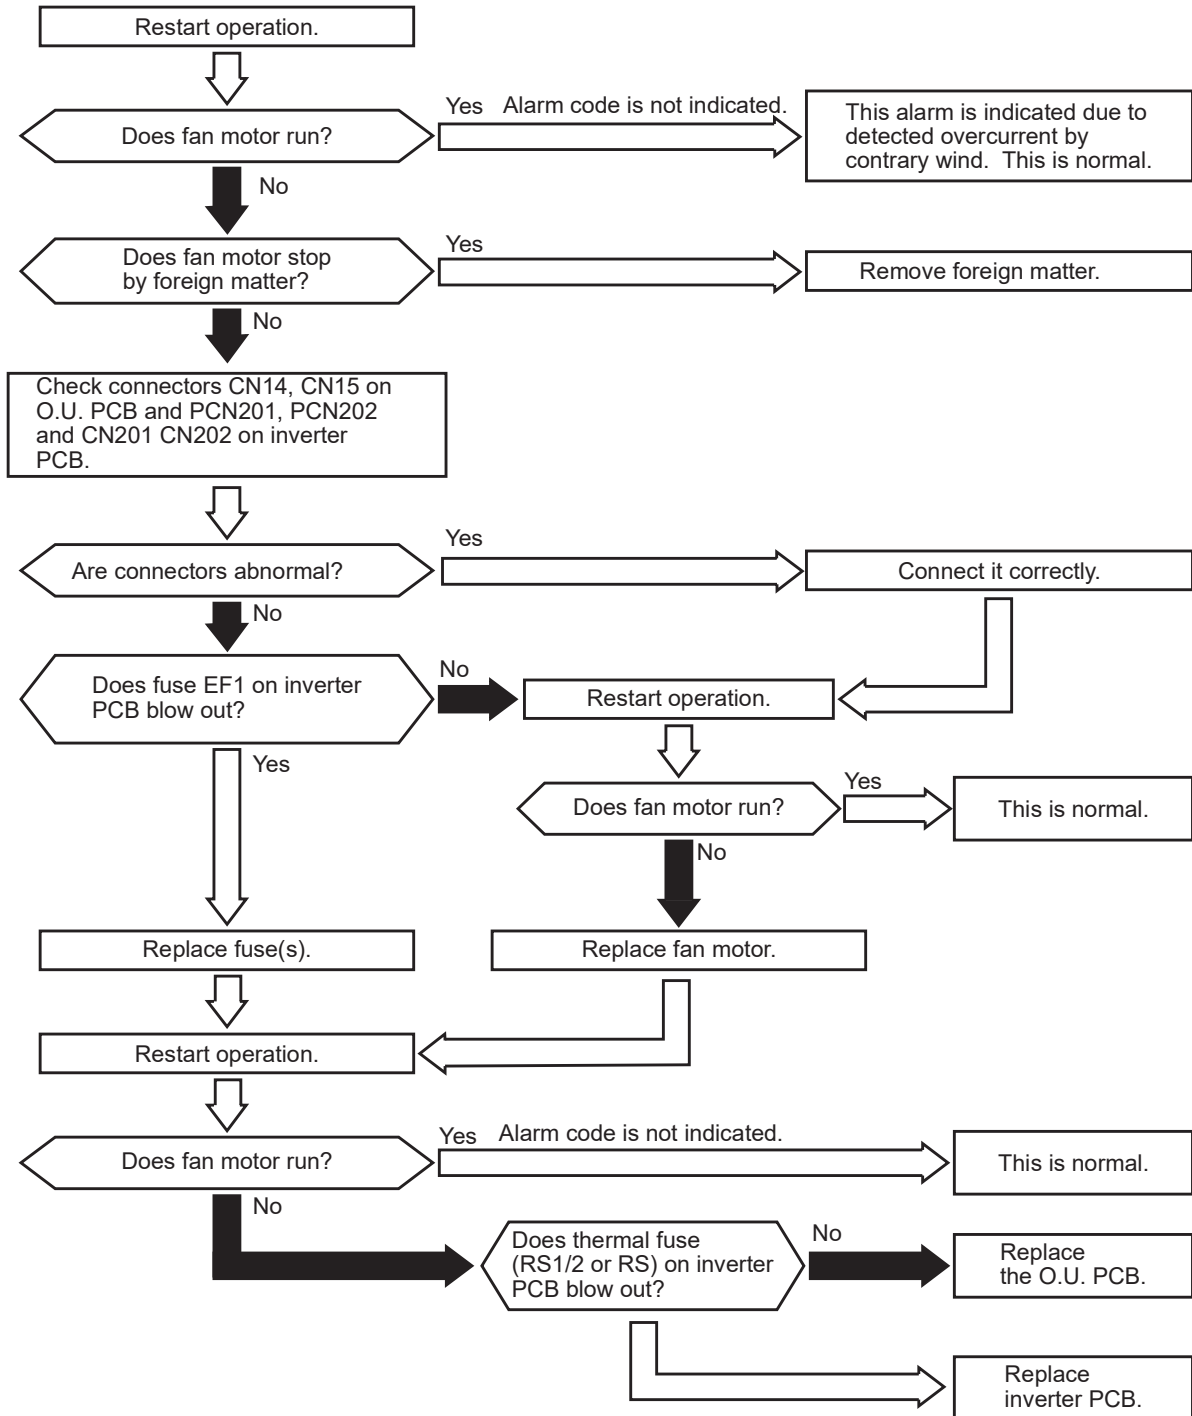 Restart operation.
Does fan motor run?
Yes
Alarm code is not indicated.
This alarm is indicated due to
detected overcurrent by
contrary wind. This is normal.
No
Does fan motor stop
by foreign matter?
Yes
Remove foreign matter.
No
Check connectors CN14, CN15 on
O.U. PCB and PCN201, PCN202
and CN201 CN202 on inverter
PCB.
Are connectors abnormal?
Yes
Connect it correctly.
No
Does fuse EF1 on inverter
PCB blow out?
No
Restart operation.
Yes
Does fan motor run?
Yes
This is normal.
No
Replace fuse(s).
Replace fan motor.
Restart operation.
Does fan motor run?
Yes
Alarm code is not indicated.
This is normal.
No
Does thermal fuse
(RS1/2 or RS) on inverter
PCB blow out?
No
Replace
the O.U. PCB.
Replace
inverter PCB.